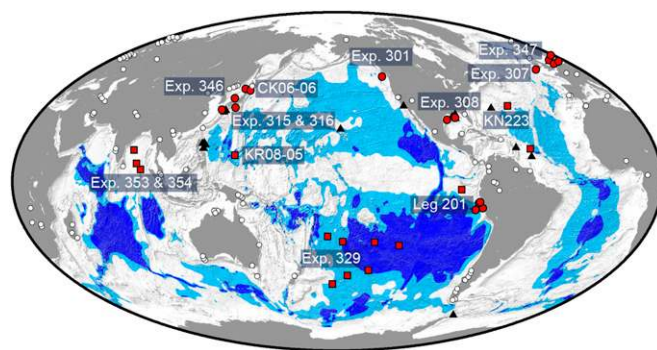 Exp. 301
Exp. 347
Exp. 307
Exp. 346
CK06-06
Exp. 308
Exp. 315 & 316
KN223
KR08-05
Exp. 353 & 354
Leg 201
Exp. 329